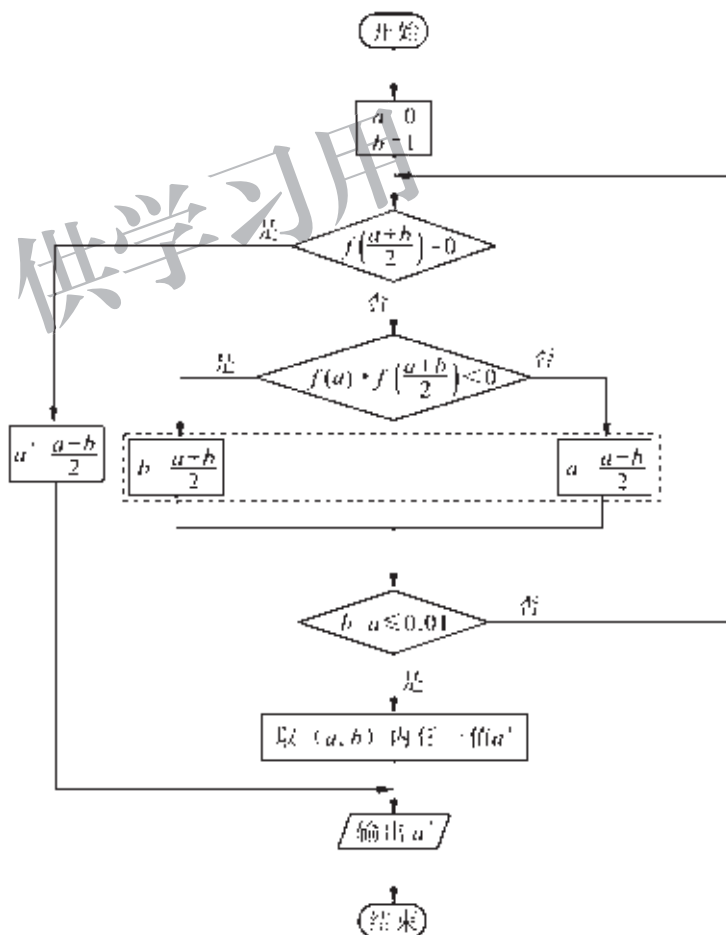 开始
a 0
b=1
供学习用
是
f(a+b/2)=0
否
是
f(a)·f(a+b/2)<0
否
a' a+b/2
b a+b/2
a a+b/2
b a≤0.01
否
是
取 (a,b) 内任一值a'
输出a'
结束